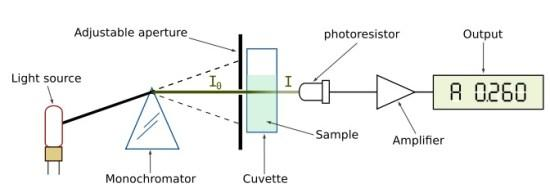 Adjustable aperture
photoresistor
Output
Light source
I₀
I
A 0.260
Sample
Amplifier
Monochromator
Cuvette